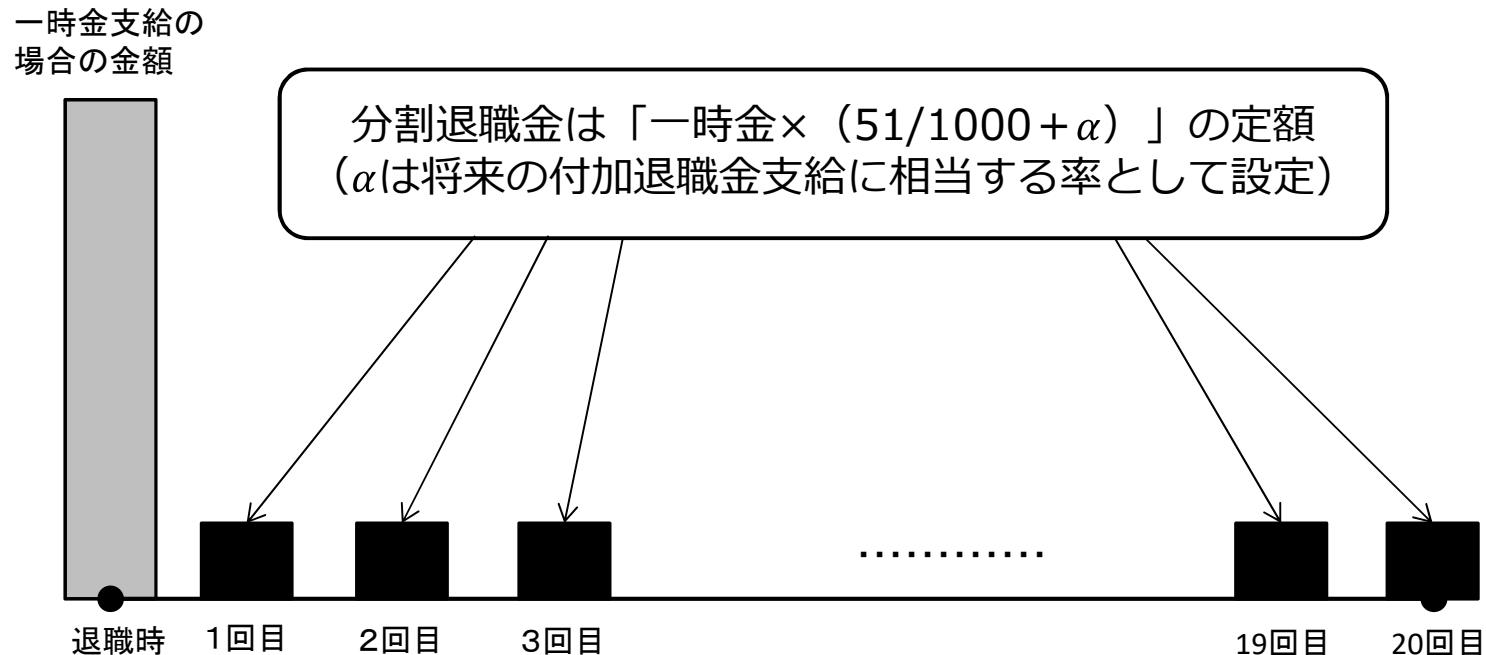 一時金支給の
場合の金額
分割退職金は「一時金×（51/1000＋α）」の定額
（αは将来の付加退職金支給に相当する率として設定）
…………
退職時 １回目 ２回目 ３回目 19回目 20回目